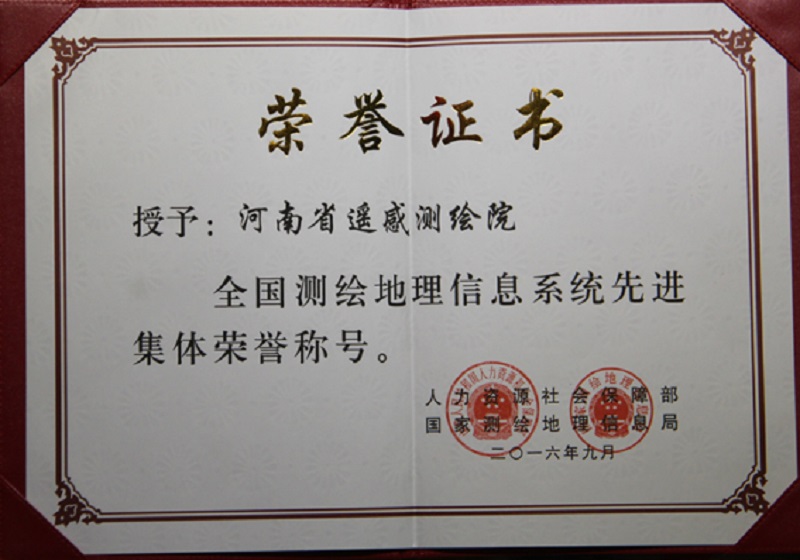 荣誉证书
授予：河南省遥感测绘院
全国测绘地理信息系统先进
集体荣誉称号。
人力资源社会保障部
国家测绘地理信息局
二〇一六年九月